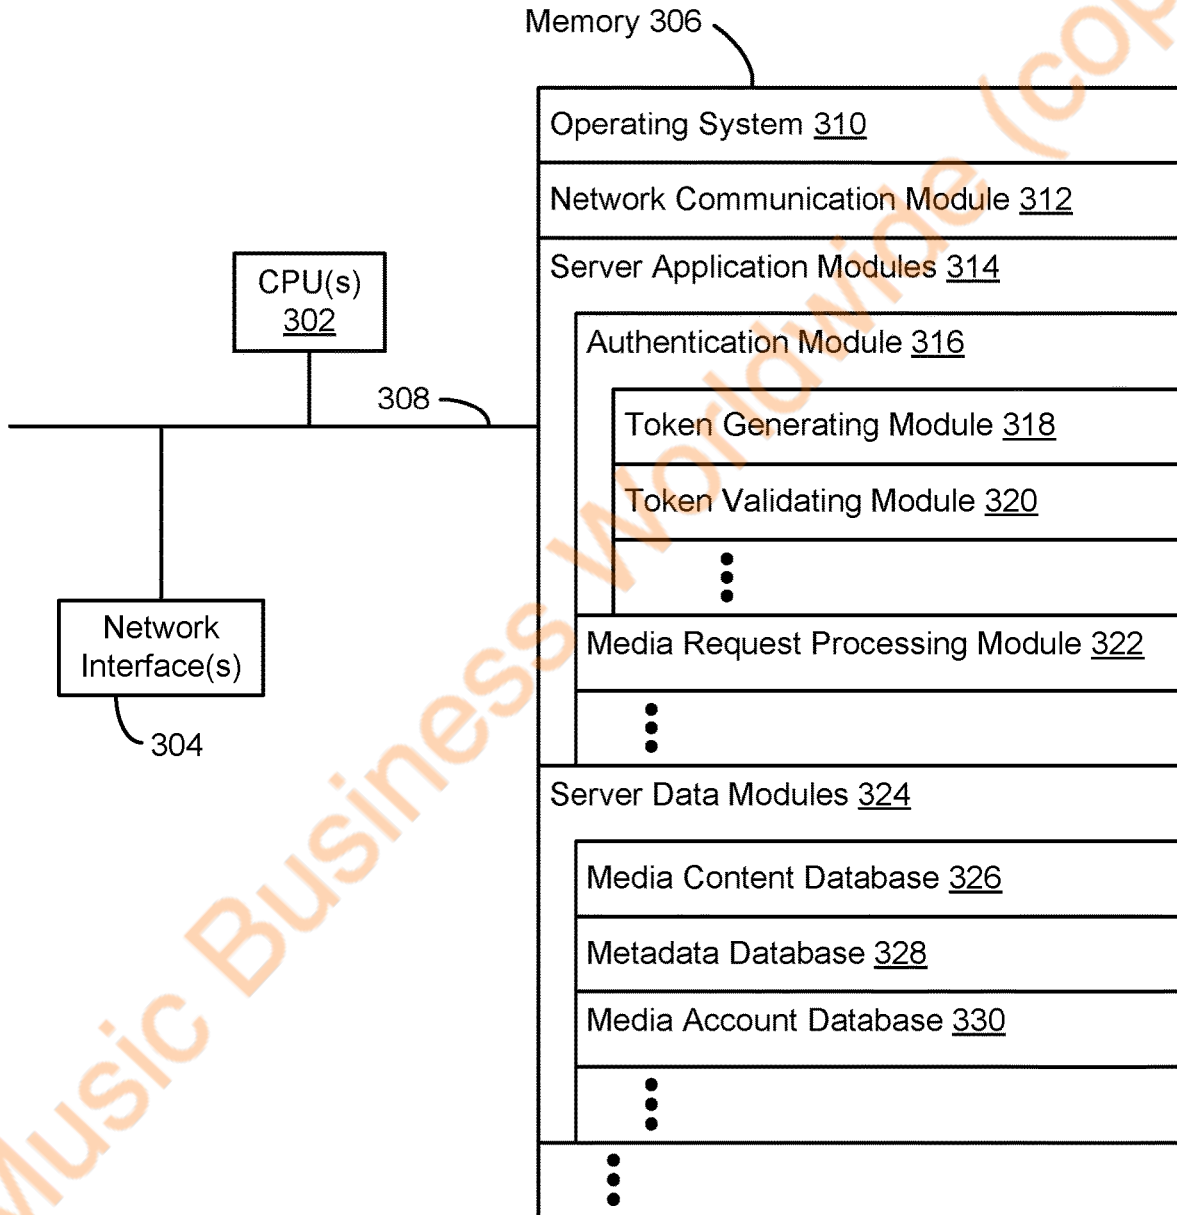 Memory 306
Operating System 310
Network Communication Module 312
Server Application Modules 314
CPU(s)
302
Authentication Module 316
308
Token Generating Module 318
Token Validating Module 320
Network
Interface(s)
304
Media Request Processing Module 322
Server Data Modules 324
Media Content Database 326
Metadata Database 328
Media Account Database 330
Music Business Worldwide (cop